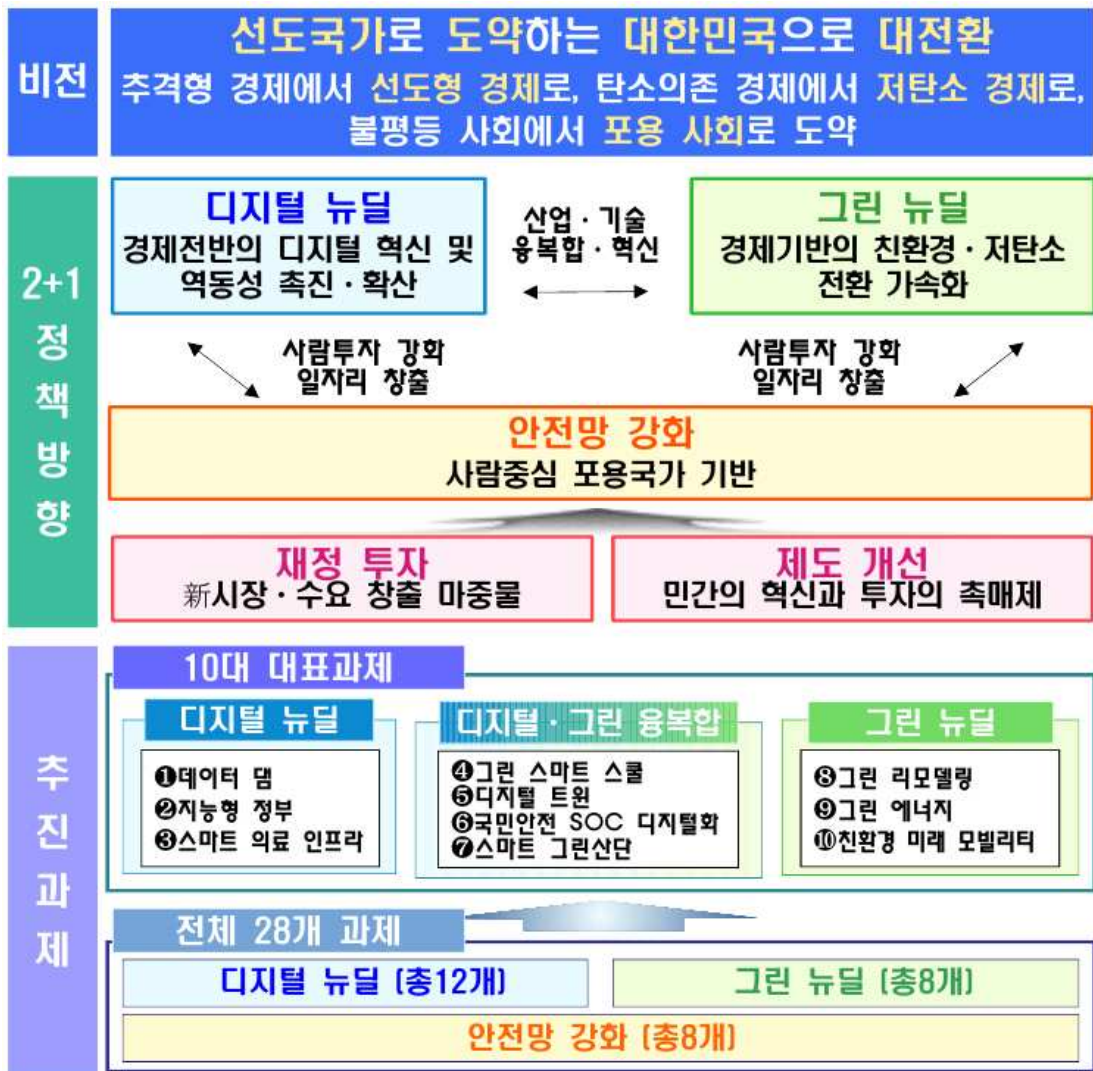 비전
선도국가로 도약하는 대한민국으로 대전환
추격형 경제에서 선도형 경제로, 탄소의존 경제에서 저탄소 경제로,
불평등 사회에서 포용 사회로 도약
2+1
정
책
방
향
디지털 뉴딜
경제전반의 디지털 혁신 및
역동성 촉진·확산
산업·기술
융복합·혁신
그린 뉴딜
경제기반의 친환경·저탄소
전환 가속화
사람투자 강화
일자리 창출
사람투자 강화
일자리 창출
안전망 강화
사람중심 포용국가 기반
재정 투자
新시장·수요 창출 마중물
제도 개선
민간의 혁신과 투자의 촉매제
추
진
과
제
10대 대표과제
디지털 뉴딜
❶데이터 댐
❷지능형 정부
❸스마트 의료 인프라
디지털·그린 융복합
❹그린 스마트 스쿨
❺디지털 트윈
❻국민안전 SOC 디지털화
❼스마트 그린산단
그린 뉴딜
❽그린 리모델링
❾그린 에너지
❿친환경 미래 모빌리티
전체 28개 과제
디지털 뉴딜 (총12개)
그린 뉴딜 (총8개)
안전망 강화 (총8개)